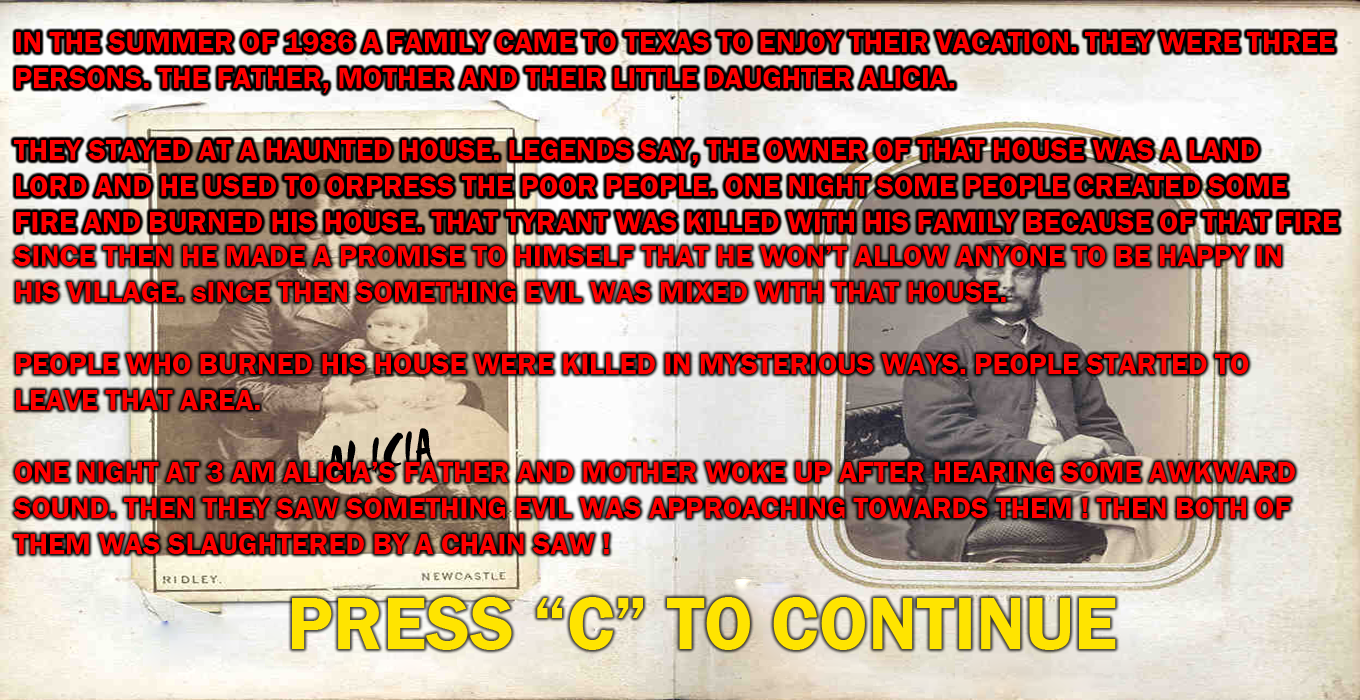 IN THE SUMMER OF 1986 A FAMILY CAME TO TEXAS TO ENJOY THEIR VACATION. THEY WERE THREE
PERSONS. THE FATHER, MOTHER AND THEIR LITTLE DAUGHTER ALICIA.
THEY STAYED AT A HAUNTED HOUSE. LEGENDS SAY, THE OWNER OF THAT HOUSE WAS A LAND
LORD AND HE USED TO ORPRESS THE POOR PEOPLE. ONE NIGHT SOME PEOPLE CREATED SOME
FIRE AND BURNED HIS HOUSE. THAT TYRANT WAS KILLED WITH HIS FAMILY BECAUSE OF THAT FIRE
SINCE THEN HE MADE A PROMISE TO HIMSELF THAT HE WON'T ALLOW ANYONE TO BE HAPPY IN
HIS VILLAGE. sINCE THEN SOMETHING EVIL WAS MIXED WITH THAT HOUSE.
PEOPLE WHO BURNED HIS HOUSE WERE KILLED IN MYSTERIOUS WAYS. PEOPLE STARTED TO
LEAVE THAT AREA.
ALICIA
ONE NIGHT AT 3 AM ALICIA'S FATHER AND MOTHER WOKE UP AFTER HEARING SOME AWKWARD
SOUND. THEN THEY SAW SOMETHING EVIL WAS APPROACHING TOWARDS THEM ! THEN BOTH OF
THEM WAS SLAUGHTERED BY A CHAIN SAW !
RIDLEY. NEWCASTLE
PRESS “C” TO CONTINUE